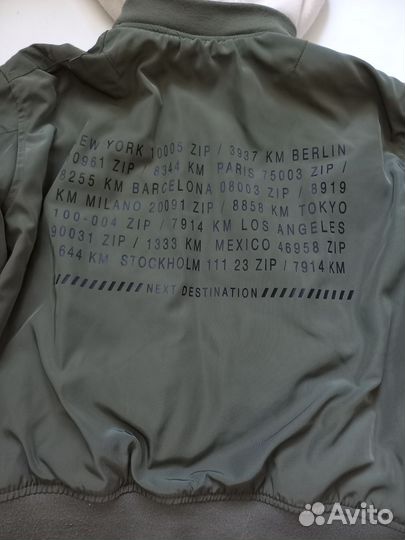 NEW YORK 10005 ZIP / 3937 KM BERLIN
0961 ZIP / 8344 KM PARIS 75003 ZIP /
8255 KM BARCELONA 08003 ZIP / 8919
KM MILANO 20091 ZIP / 8858 KM TOKYO
100-004 ZIP / 7914 KM LOS ANGELES
90031 ZIP / 1333 KM MEXICO 46958 ZIP
644 KM STOCKHOLM 111 23 ZIP / 7914 KM
////////////// NEXT DESTINATION //////////////
Avito